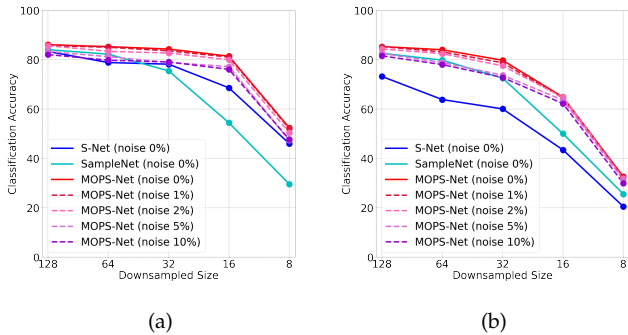 100
80
60
40
20
0
Classification Accuracy
S-Net (noise 0%)
SampleNet (noise 0%)
MOPS-Net (noise 0%)
MOPS-Net (noise 1%)
MOPS-Net (noise 2%)
MOPS-Net (noise 5%)
MOPS-Net (noise 10%)
128 64 32 16 8
Downsampled Size
(a)
100
80
60
40
20
0
Classification Accuracy
S-Net (noise 0%)
SampleNet (noise 0%)
MOPS-Net (noise 0%)
MOPS-Net (noise 1%)
MOPS-Net (noise 2%)
MOPS-Net (noise 5%)
MOPS-Net (noise 10%)
128 64 32 16 8
Downsampled Size
(b)